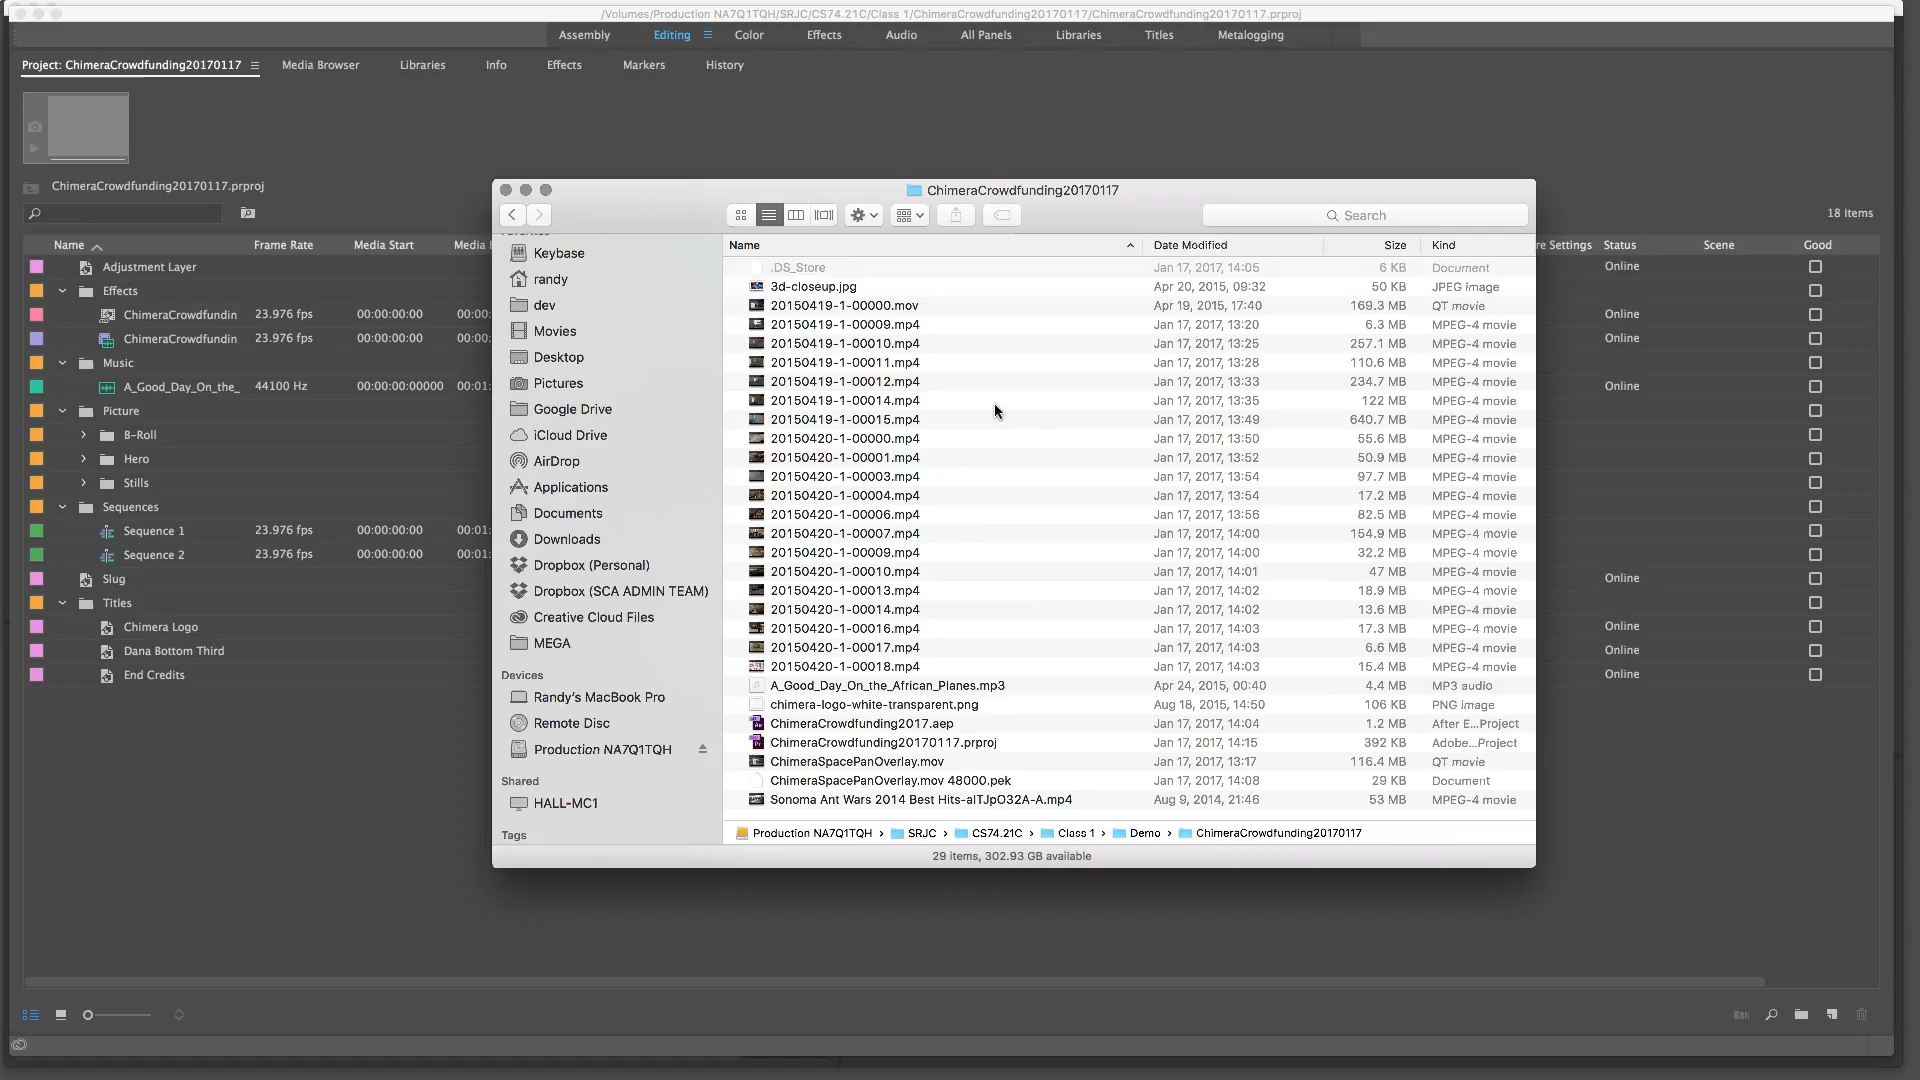 /Volumes/Production NA7Q1TQH/SRJC/CS74.21C/Class 1/ChimeraCrowdfunding20170117/ChimeraCrowdfunding20170117.prproj
Assembly Editing Color Effects Audio All Panels Libraries Titles Metalogging
Project: ChimeraCrowdfunding20170117 Media Browser Libraries Info Effects Markers History
ChimeraCrowdfunding20170117.prproj
18 Items
Name Frame Rate Media Start Media re Settings Status Scene Good
Adjustment Layer Online
Effects
ChimeraCrowdfundin 23.976 fps 00:00:00:00 00:00: Online
ChimeraCrowdfundin 23.976 fps 00:00:00:00 00:00: Online
Music
A_Good_Day_On_the_ 44100 Hz 00:00:00:00000 00:01: Online
Picture
B-Roll
Hero
Stills
Sequences
Sequence 1 23.976 fps 00:00:00:00 00:01:
Sequence 2 23.976 fps 00:00:00:00 00:01:
Slug Online
Titles
Chimera Logo Online
Dana Bottom Third Online
End Credits Online
ChimeraCrowdfunding20170117
Search
Keybase
randy
dev
Movies
Desktop
Pictures
Google Drive
iCloud Drive
AirDrop
Applications
Documents
Downloads
Dropbox (Personal)
Dropbox (SCA ADMIN TEAM)
Creative Cloud Files
MEGA
Devices
Randy's MacBook Pro
Remote Disc
Production NA7Q1TQH
Shared
HALL-MC1
Tags
Name Date Modified Size Kind
.DS_Store Jan 17, 2017, 14:05 6 KB Document
3d-closeup.jpg Apr 20, 2015, 09:32 50 KB JPEG image
20150419-1-00000.mov Apr 19, 2015, 17:40 169.3 MB QT movie
20150419-1-00009.mp4 Jan 17, 2017, 13:20 6.3 MB MPEG-4 movie
20150419-1-00010.mp4 Jan 17, 2017, 13:25 257.1 MB MPEG-4 movie
20150419-1-00011.mp4 Jan 17, 2017, 13:28 110.6 MB MPEG-4 movie
20150419-1-00012.mp4 Jan 17, 2017, 13:33 234.7 MB MPEG-4 movie
20150419-1-00014.mp4 Jan 17, 2017, 13:35 122 MB MPEG-4 movie
20150419-1-00015.mp4 Jan 17, 2017, 13:49 640.7 MB MPEG-4 movie
20150420-1-00000.mp4 Jan 17, 2017, 13:50 55.6 MB MPEG-4 movie
20150420-1-00001.mp4 Jan 17, 2017, 13:52 50.9 MB MPEG-4 movie
20150420-1-00003.mp4 Jan 17, 2017, 13:54 97.7 MB MPEG-4 movie
20150420-1-00004.mp4 Jan 17, 2017, 13:54 17.2 MB MPEG-4 movie
20150420-1-00006.mp4 Jan 17, 2017, 13:56 82.5 MB MPEG-4 movie
20150420-1-00007.mp4 Jan 17, 2017, 14:00 154.9 MB MPEG-4 movie
20150420-1-00009.mp4 Jan 17, 2017, 14:00 32.2 MB MPEG-4 movie
20150420-1-00010.mp4 Jan 17, 2017, 14:01 47 MB MPEG-4 movie
20150420-1-00013.mp4 Jan 17, 2017, 14:02 18.9 MB MPEG-4 movie
20150420-1-00014.mp4 Jan 17, 2017, 14:02 13.6 MB MPEG-4 movie
20150420-1-00016.mp4 Jan 17, 2017, 14:03 17.3 MB MPEG-4 movie
20150420-1-00017.mp4 Jan 17, 2017, 14:03 6.6 MB MPEG-4 movie
20150420-1-00018.mp4 Jan 17, 2017, 14:03 15.4 MB MPEG-4 movie
A_Good_Day_On_the_African_Planes.mp3 Apr 24, 2015, 00:40 4.4 MB MP3 audio
chimera-logo-white-transparent.png Aug 18, 2015, 14:50 106 KB PNG image
ChimeraCrowdfunding2017.aep Jan 17, 2017, 14:04 1.2 MB After E...Project
ChimeraCrowdfunding20170117.prproj Jan 17, 2017, 14:15 392 KB Adobe...Project
ChimeraSpacePanOverlay.mov Jan 17, 2017, 13:17 116.4 MB QT movie
ChimeraSpacePanOverlay.mov 48000.pek Jan 17, 2017, 14:08 29 KB Document
Sonoma Ant Wars 2014 Best Hits-aITJpO32A-A.mp4 Aug 9, 2014, 21:46 53 MB MPEG-4 movie
Production NA7Q1TQH › SRJC › CS74.21C › Class 1 › Demo › ChimeraCrowdfunding20170117
29 items, 302.93 GB available